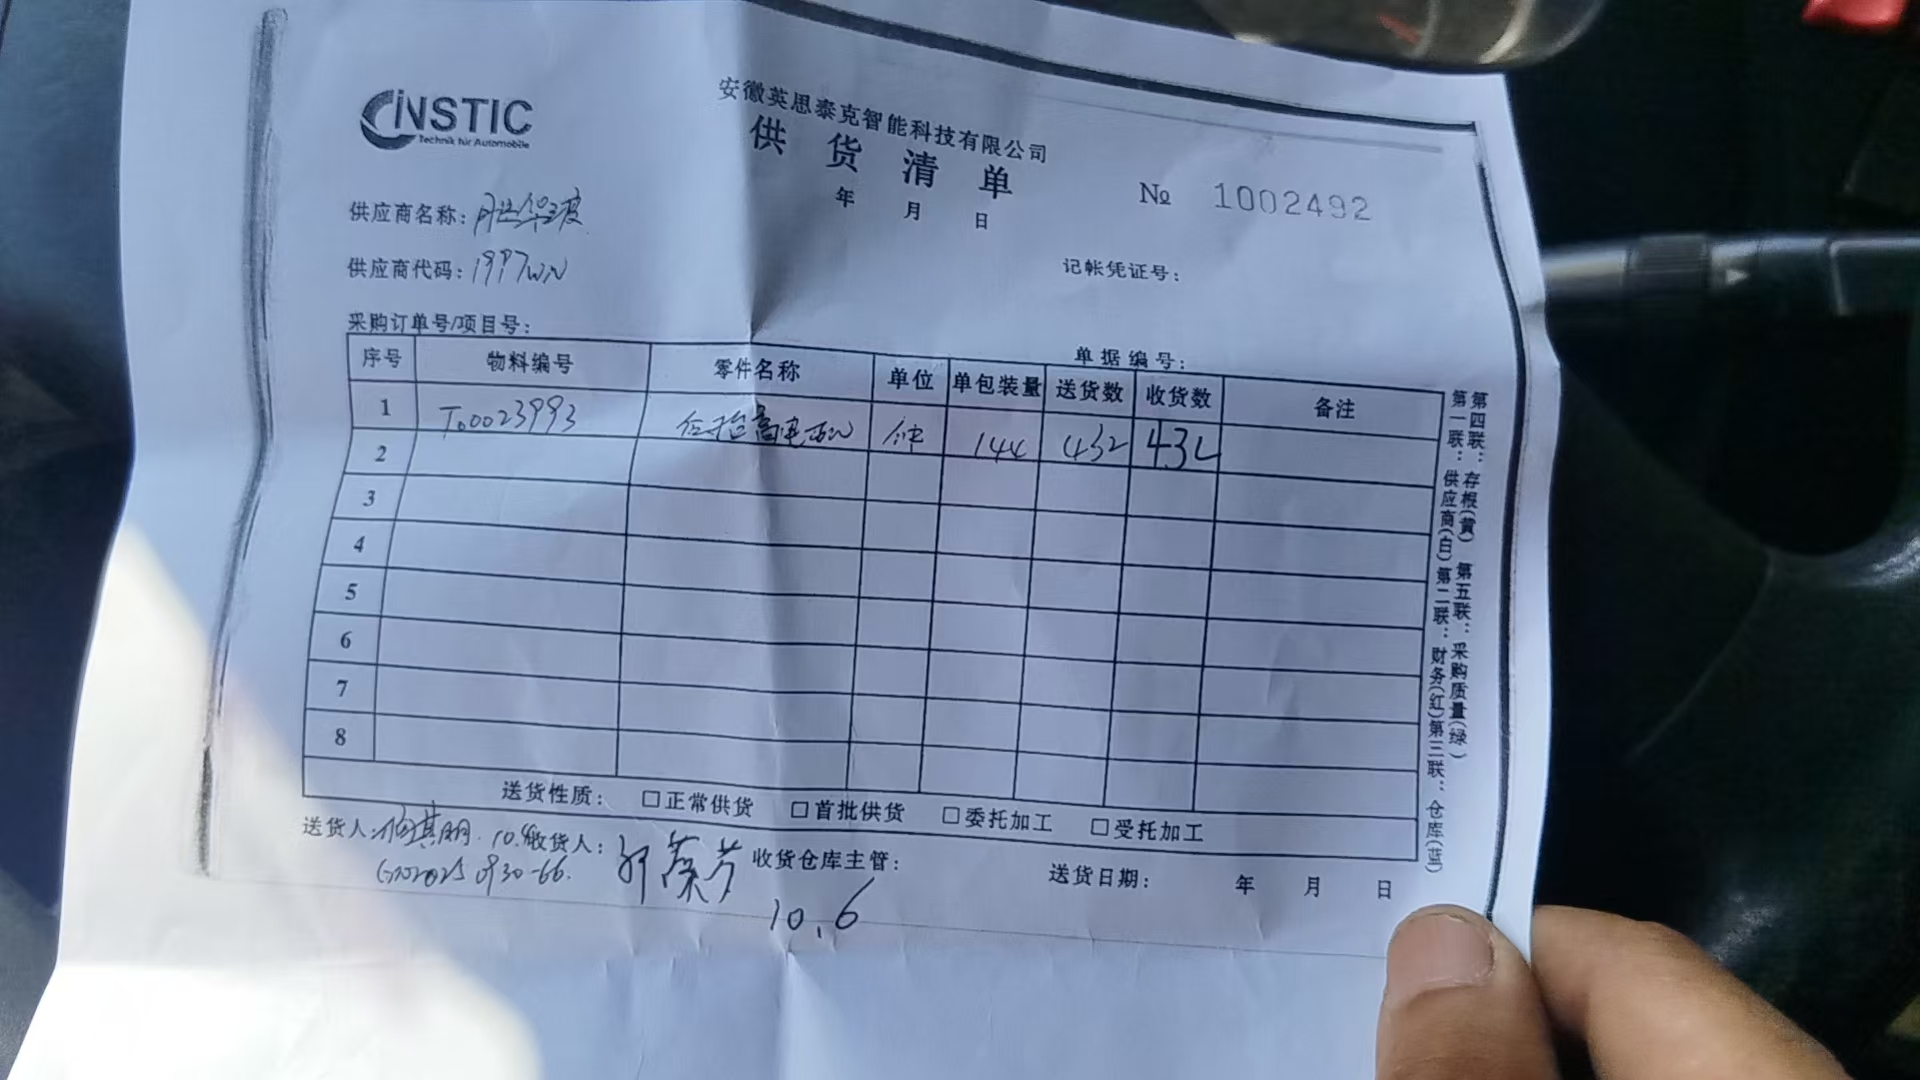 INSTIC
Technik für Automobile
安徽英思泰克智能科技有限公司
供货清单
年 月 日
№ 1002492
供应商名称:
供应商代码: 1997WN
记帐凭证号:
采购订单号/项目号:
单据编号:
序号 物料编号 零件名称 单位 单包装量 送货数 收货数 备注
1 T00023993 件 144 432 432
2
3
4
5
6
7
8
送货性质: □正常供货 □首批供货 □委托加工 □受托加工
送货人: 10.6 收货人: 收货仓库主管: 送货日期: 年 月 日
10.6
第一联: 供应商(白) 第二联: 财务(红) 第三联: 仓库(蓝)
第四联: 存根(黄) 第五联: 采购质量(绿)